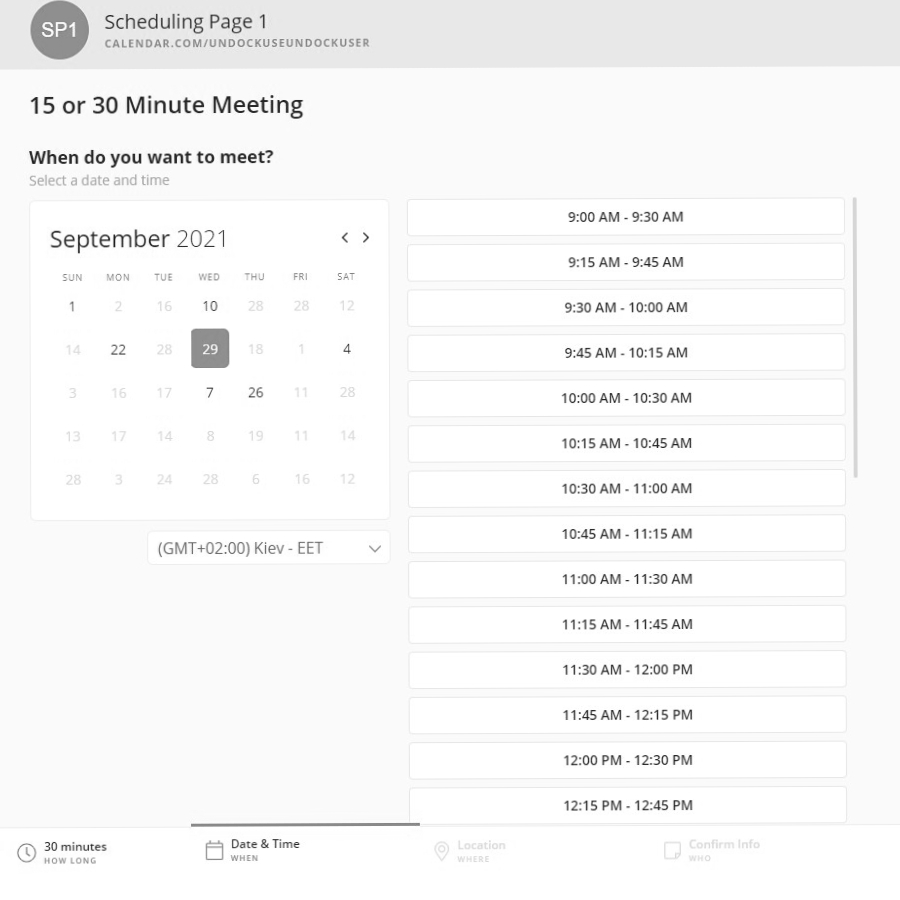 SP1
Scheduling Page 1
CALENDAR.COM/UNDOCKUSEUNDOCKUSER
15 or 30 Minute Meeting
When do you want to meet?
Select a date and time
September 2021
SUN MON TUE WED THU FRI SAT
1 2 16 10 28 28 12
14 22 28 29 18 1 4
3 16 17 7 26 11 28
13 17 14 8 19 11 14
28 3 24 28 6 16 12
(GMT+02:00) Kiev - EET
9:00 AM - 9:30 AM
9:15 AM - 9:45 AM
9:30 AM - 10:00 AM
9:45 AM - 10:15 AM
10:00 AM - 10:30 AM
10:15 AM - 10:45 AM
10:30 AM - 11:00 AM
10:45 AM - 11:15 AM
11:00 AM - 11:30 AM
11:15 AM - 11:45 AM
11:30 AM - 12:00 PM
11:45 AM - 12:15 PM
12:00 PM - 12:30 PM
12:15 PM - 12:45 PM
30 minutes
HOW LONG
Date & Time
WHEN
Location
WHERE
Confirm Info
WHO